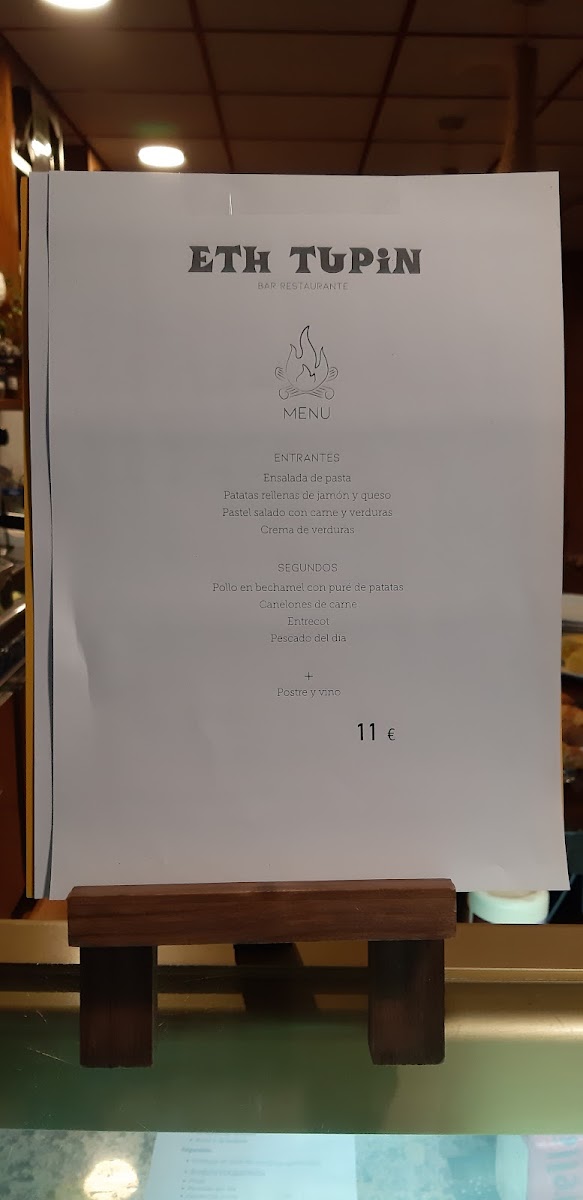 ETH TUPiN
BAR RESTAURANTE
MENU
ENTRANTES
Ensalada de pasta
Patatas rellenas de jamón y queso
Pastel salado con carne y verduras
Crema de verduras
SEGUNDOS
Pollo en bechamel con puré de patatas
Canelones de carne
Entrecot
Pescado del dia
+
Postre y vino
11 €